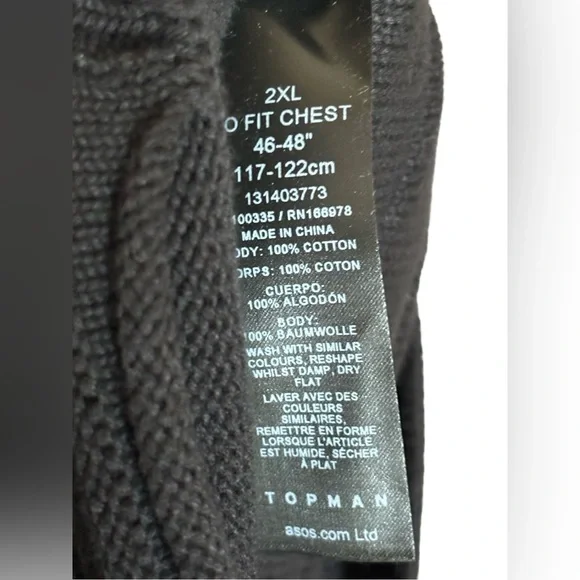 2XL
O FIT CHEST
46-48"
117-122cm
131403773
100335 / RN166978
MADE IN CHINA
ODY: 100% COTTON
ORPS: 100% COTON
CUERPO:
100% ALGODÓN
BODY:
100% BAUMWOLLE
WASH WITH SIMILAR
COLOURS, RESHAPE
WHILST DAMP, DRY
FLAT
LAVER AVEC DES
COULEURS
SIMILAIRES,
REMETTRE EN FORME
LORSQUE L'ARTICLE
EST HUMIDE, SÉCHER
À PLAT
TOPMAN
asos.com Ltd